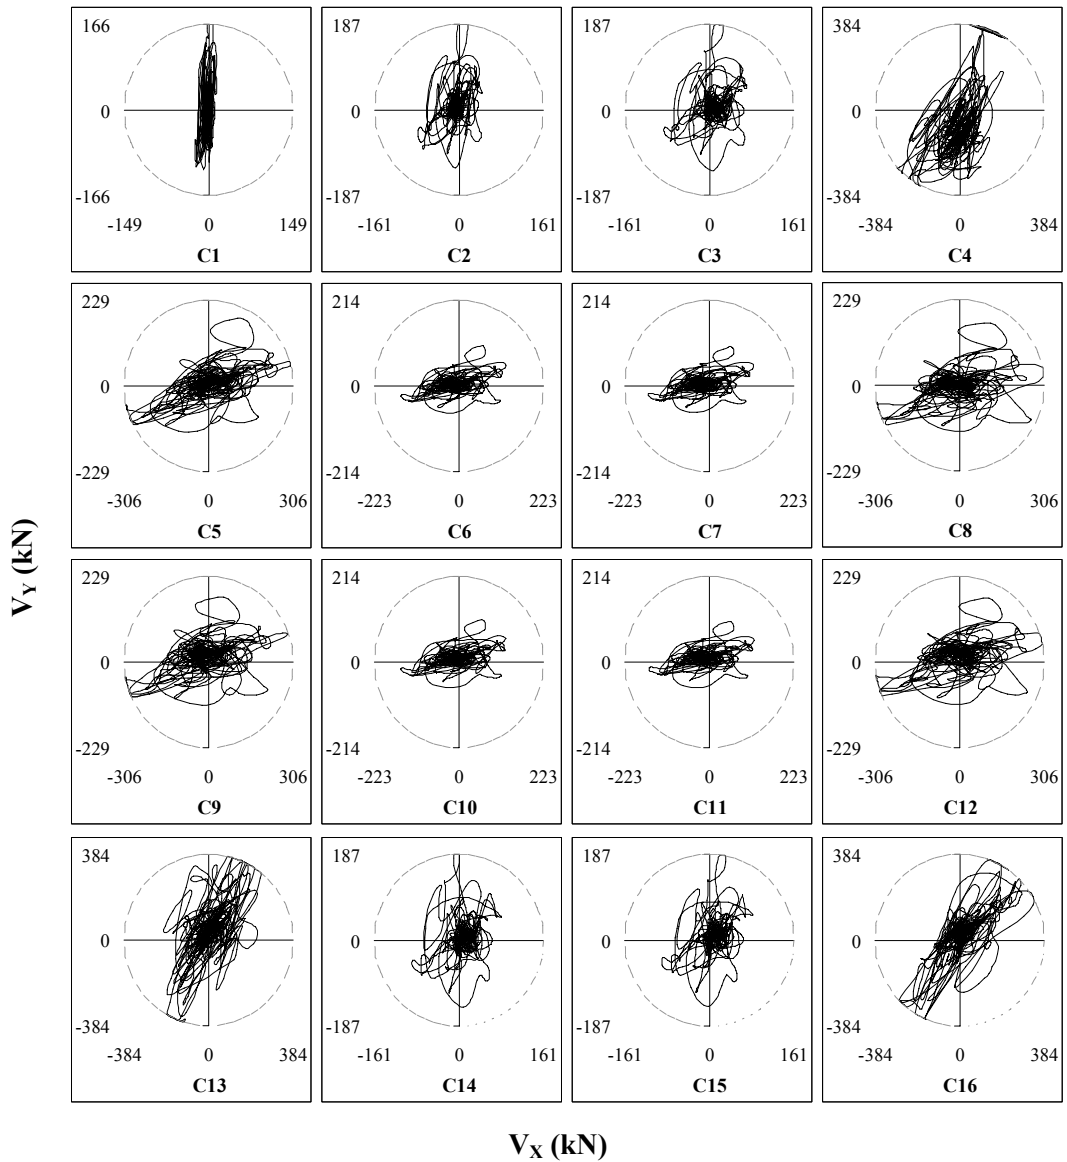 166
0
-166
-149 0 149
C1
187
0
-187
-161 0 161
C2
187
0
-187
-161 0 161
C3
384
0
-384
-384 0 384
C4
229
0
-229
-306 0 306
C5
214
0
-214
-223 0 223
C6
214
0
-214
-223 0 223
C7
229
0
-229
-306 0 306
C8
229
0
-229
-306 0 306
C9
214
0
-214
-223 0 223
C10
214
0
-214
-223 0 223
C11
229
0
-229
-306 0 306
C12
384
0
-384
-384 0 384
C13
187
0
-187
-161 0 161
C14
187
0
-187
-161 0 161
C15
384
0
-384
-384 0 384
C16
V_Y (kN)
V_X (kN)